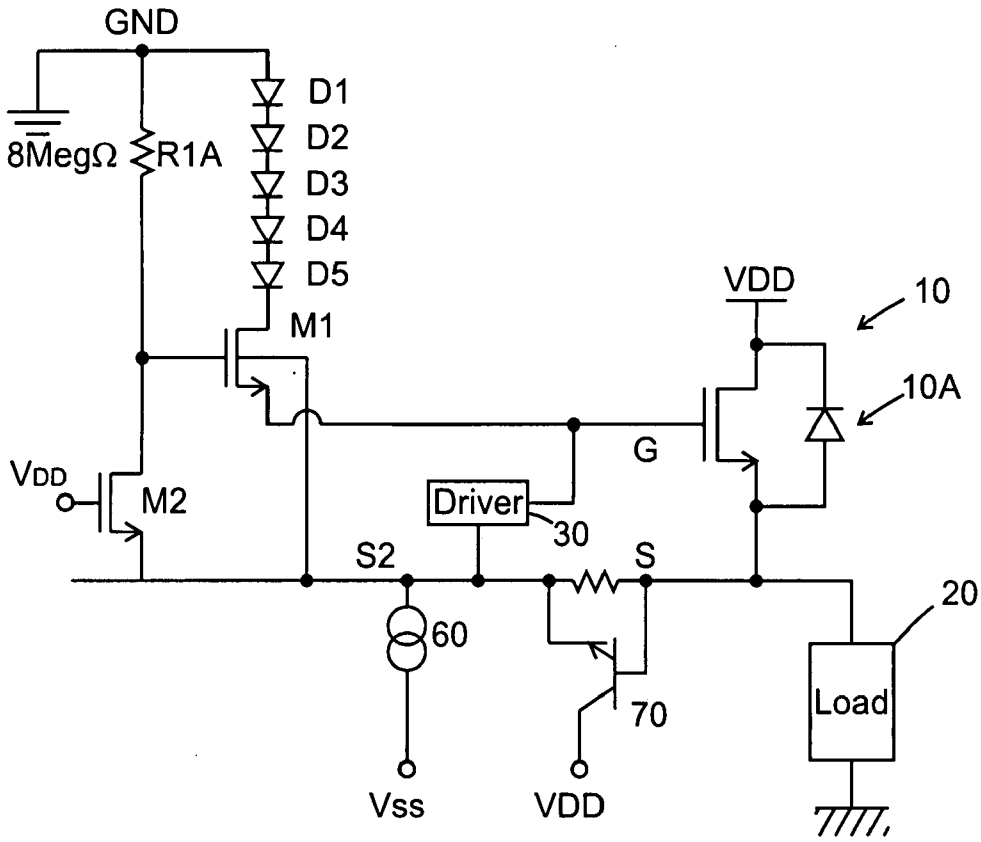 GND
D1
8MegΩ
R1A
D2
D3
D4
D5
M1
VDD
10
10A
VDD
M2
G
Driver
30
S2
S
20
60
Load
70
Vss
VDD